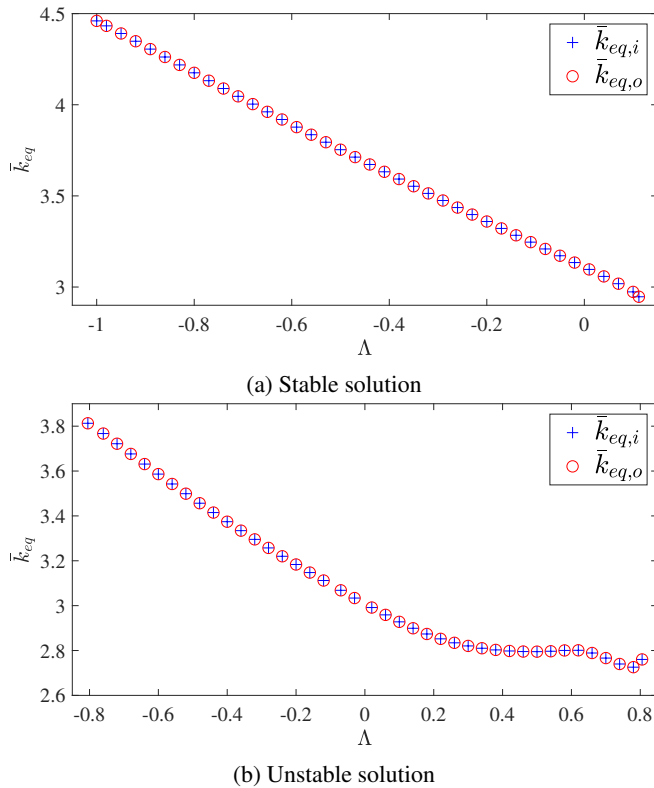 4.5
4
3.5
3
k̄eq
k̄eq,i
k̄eq,o
-1 -0.8 -0.6 -0.4 -0.2 0
Λ
(a) Stable solution
3.8
3.6
3.4
3.2
3
2.8
2.6
k̄eq
k̄eq,i
k̄eq,o
-0.8 -0.6 -0.4 -0.2 0 0.2 0.4 0.6 0.8
Λ
(b) Unstable solution